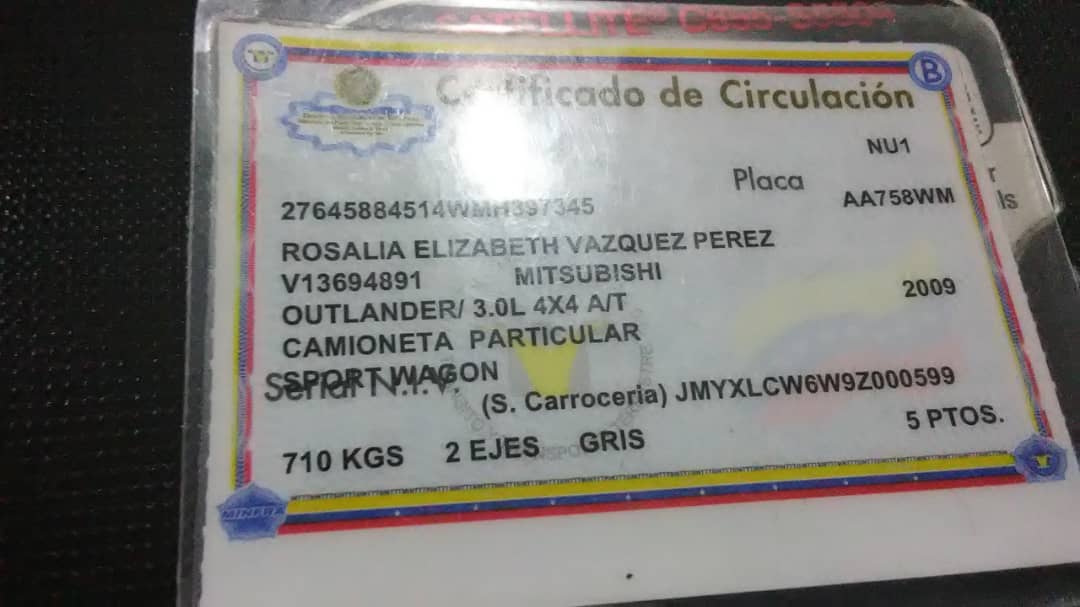 SATELLITE
B
Certificado de Circulación
NU1
Placa
27645884514WMH397345
AA758WM
ROSALIA ELIZABETH VAZQUEZ PEREZ
V13694891 MITSUBISHI
OUTLANDER/ 3.0L 4X4 A/T 2009
CAMIONETA PARTICULAR
SPORT WAGON
Serial N.I.V.
(S. Carroceria) JMYXLCW6W9Z000599
710 KGS 2 EJES GRIS 5 PTOS.
MINFRA